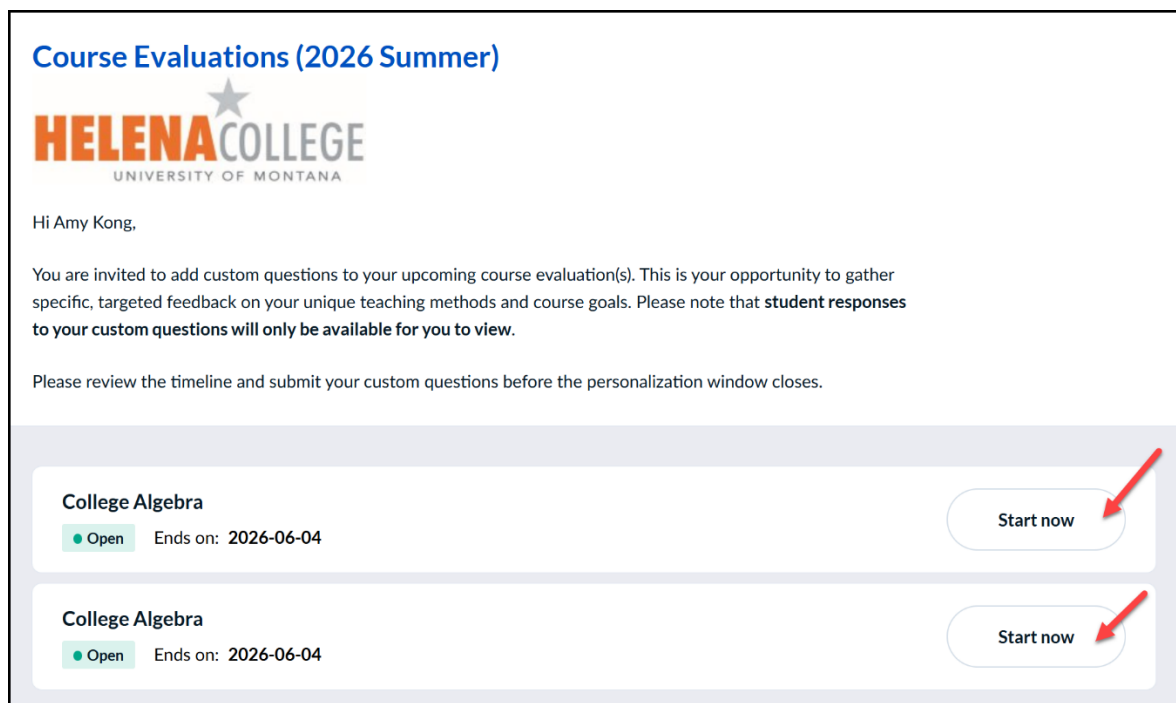 Course Evaluations (2026 Summer)
HELENA COLLEGE
UNIVERSITY OF MONTANA
Hi Amy Kong,
You are invited to add custom questions to your upcoming course evaluation(s). This is your opportunity to gather
specific, targeted feedback on your unique teaching methods and course goals. Please note that student responses
to your custom questions will only be available for you to view.
Please review the timeline and submit your custom questions before the personalization window closes.
College Algebra
Open Ends on: 2026-06-04
Start now
College Algebra
Open Ends on: 2026-06-04
Start now